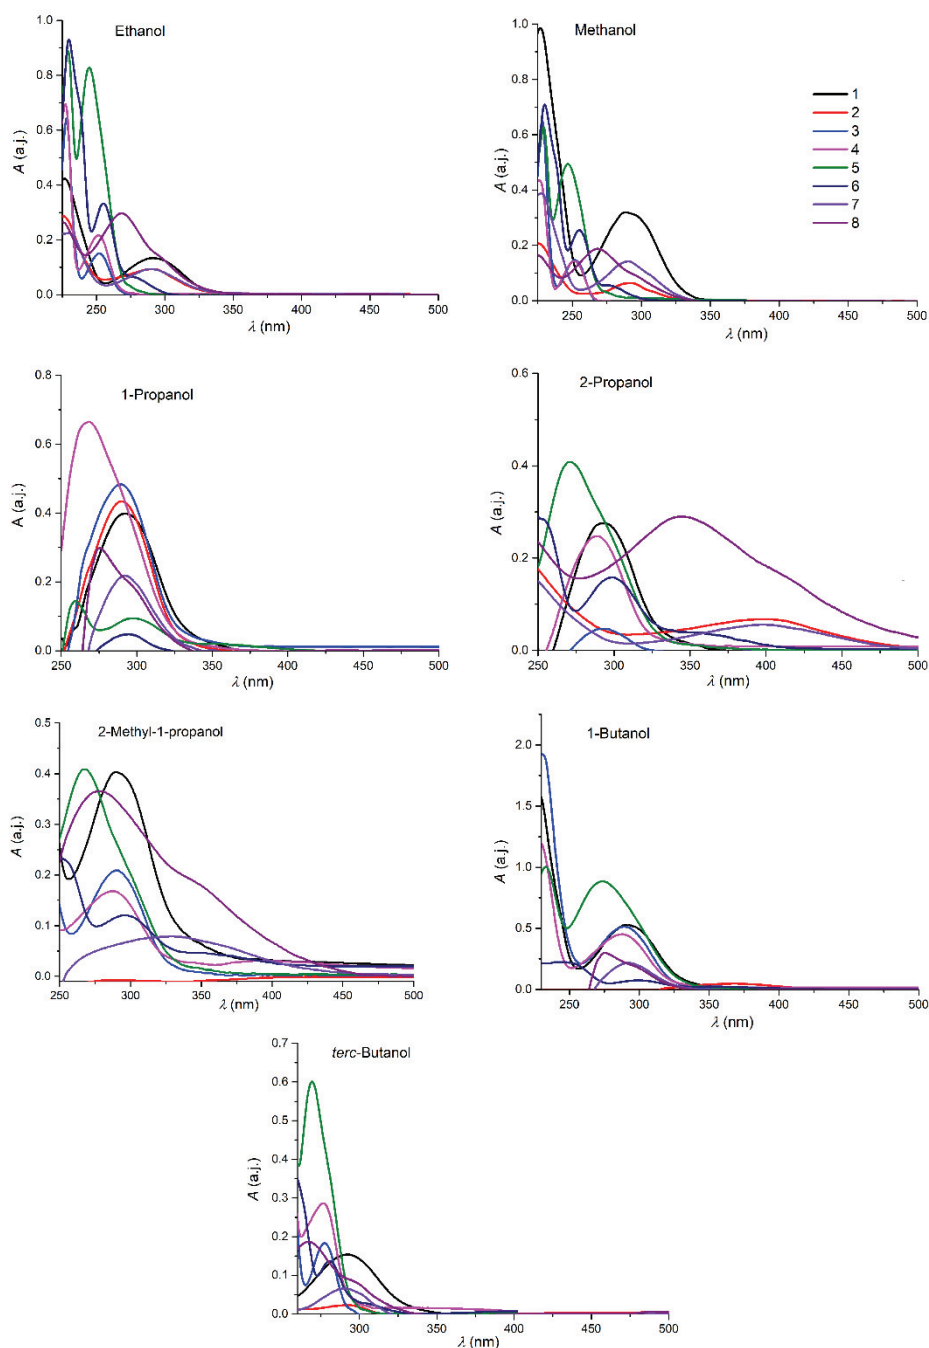 Ethanol
1.0
0.8
0.6
0.4
0.2
0.0
A (a.j.)
250 300 350 400 450 500
λ (nm)
Methanol
1.0
0.8
0.6
0.4
0.2
0.0
A (a.j.)
1
2
3
4
5
6
7
8
250 300 350 400 450 500
λ (nm)
1-Propanol
0.8
0.6
0.4
0.2
0.0
A (a.j.)
250 300 350 400 450 500
λ (nm)
2-Propanol
0.6
0.4
0.2
0.0
A (a.j.)
250 300 350 400 450 500
λ (nm)
2-Methyl-1-propanol
0.5
0.4
0.3
0.2
0.1
0.0
A (a.j.)
250 300 350 400 450 500
λ (nm)
1-Butanol
2.0
1.5
1.0
0.5
0.0
A (a.j.)
250 300 350 400 450 500
λ (nm)
terc-Butanol
0.7
0.6
0.5
0.4
0.3
0.2
0.1
0.0
A (a.j.)
300 350 400 450 500
λ (nm)